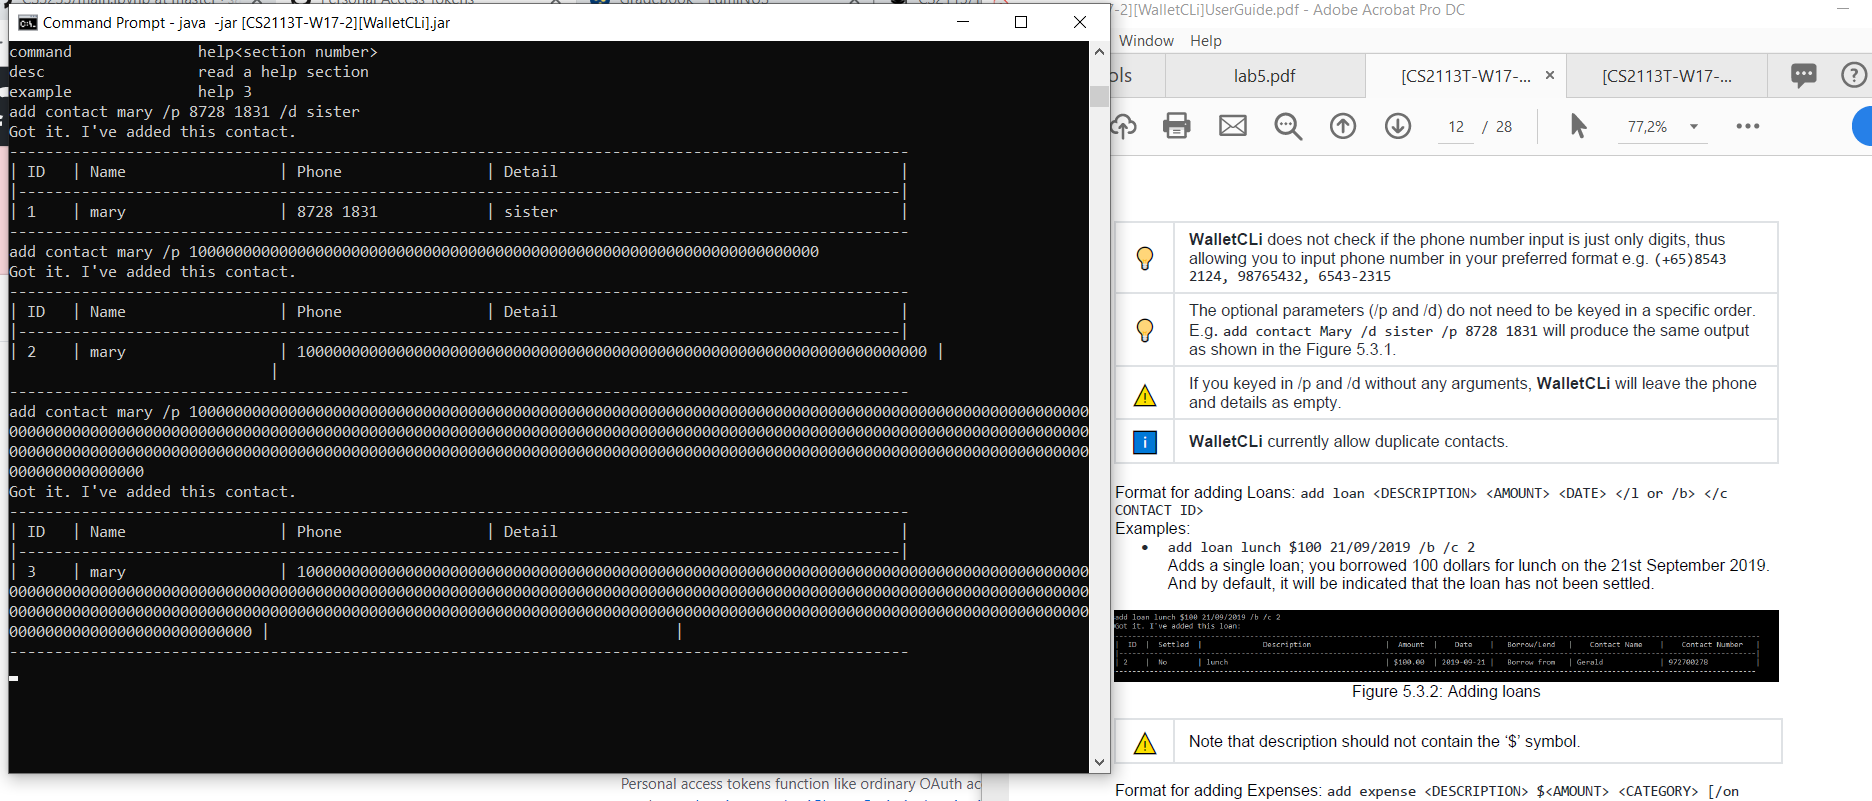 Command Prompt - java  -jar [CS2113T-W17-2][WalletCLi].jar
command help<section number>
desc read a help section
example help 3
add contact mary /p 8728 1831 /d sister
Got it. I've added this contact.
| ID | Name | Phone | Detail |
| 1 | mary | 8728 1831 | sister |
add contact mary /p 1000000000000000000000000000000000000000000000000000000000000000000000
Got it. I've added this contact.
| ID | Name | Phone | Detail |
| 2 | mary | 1000000000000000000000000000000000000000000000000000000000000000000000 |
|
add contact mary /p 1000000000000000000000000000000000000000000000000000000000000000000000000000000000000000000000000000
000000000000000000000000000000000000000000000000000000000000000000000000000000000000000000000000000000000000000000000000
000000000000000000000000000000000000000000000000000000000000000000000000000000000000000000000000000000000000000000000000
000000000000000
Got it. I've added this contact.
| ID | Name | Phone | Detail |
| 3 | mary | 1000000000000000000000000000000000000000000000000000000000000000000000000000000000000000
000000000000000000000000000000000000000000000000000000000000000000000000000000000000000000000000000000000000000000000000
000000000000000000000000000000000000000000000000000000000000000000000000000000000000000000000000000000000000000000000000
000000000000000000000000000 | |
Personal access tokens function like ordinary OAuth ac
-2][WalletCLi]UserGuide.pdf - Adobe Acrobat Pro DC
Window Help
ols lab5.pdf [CS2113T-W17-... × [CS2113T-W17-...
12 / 28 77,2%
WalletCLi does not check if the phone number input is just only digits, thus
allowing you to input phone number in your preferred format e.g. (+65)8543
2124, 98765432, 6543-2315
The optional parameters (/p and /d) do not need to be keyed in a specific order.
E.g. add contact Mary /d sister /p 8728 1831 will produce the same output
as shown in the Figure 5.3.1.
If you keyed in /p and /d without any arguments, WalletCLi will leave the phone
and details as empty.
WalletCLi currently allow duplicate contacts.
Format for adding Loans: add loan <DESCRIPTION> <AMOUNT> <DATE> </l or /b> </c
CONTACT ID>
Examples:
• add loan lunch $100 21/09/2019 /b /c 2
Adds a single loan; you borrowed 100 dollars for lunch on the 21st September 2019.
And by default, it will be indicated that the loan has not been settled.
add loan lunch $100 21/09/2019 /b /c 2
Got it. I've added this loan:
| ID | Settled | Description | Amount | Date | Borrow/Lend | Contact Name | Contact Number |
| 2 | No | lunch | $100.00 | 2019-09-21 | Borrow from | Gerald | 972700278 |
Figure 5.3.2: Adding loans
Note that description should not contain the ‘$’ symbol.
Format for adding Expenses: add expense <DESCRIPTION> $<AMOUNT> <CATEGORY> [/on